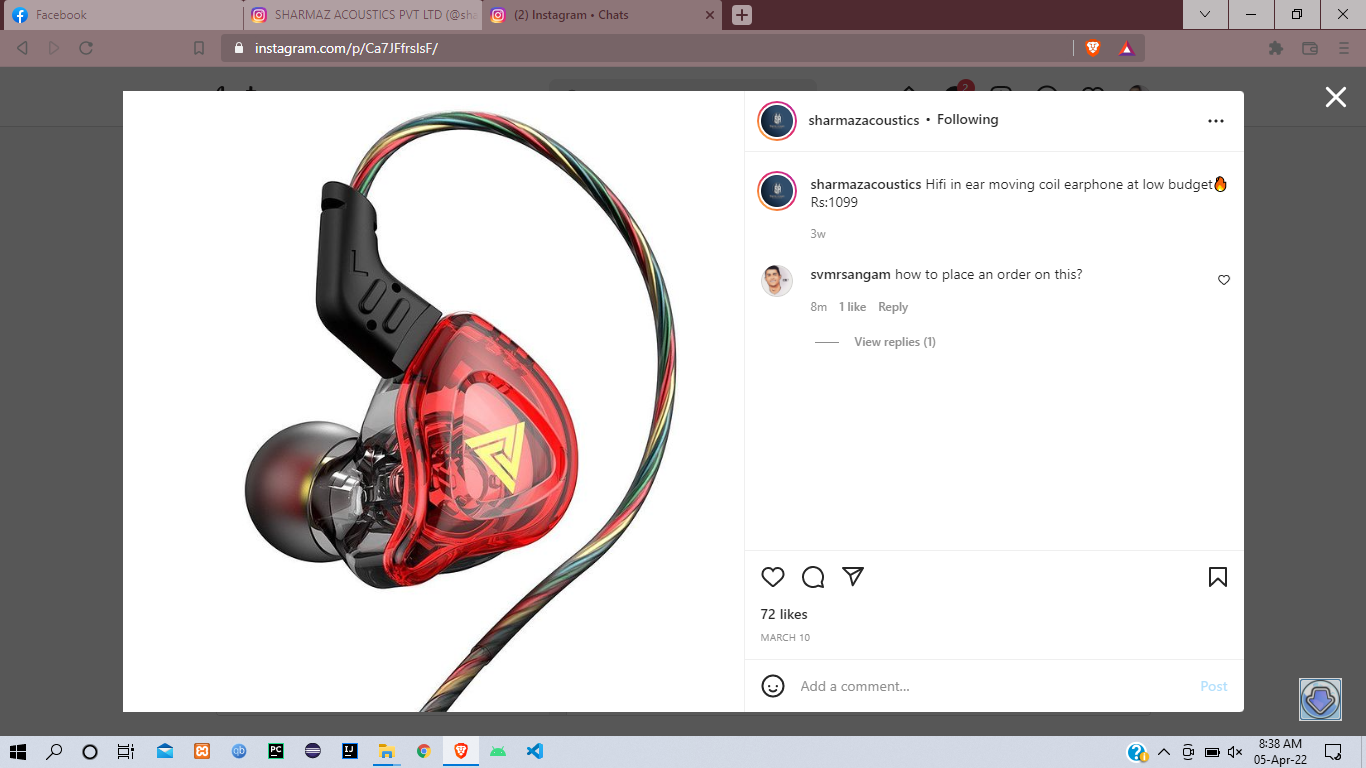 Facebook
SHARMAZ ACOUSTICS PVT LTD (@sha
(2) Instagram • Chats
instagram.com/p/Ca7JFfrslsF/
2
sharmazacoustics • Following
sharmazacoustics Hifi in ear moving coil earphone at low budget🔥
Rs:1099
3w
svmrsangam how to place an order on this?
8m 1 like Reply
View replies (1)
72 likes
MARCH 10
Add a comment... Post
L
8:38 AM
05-Apr-22